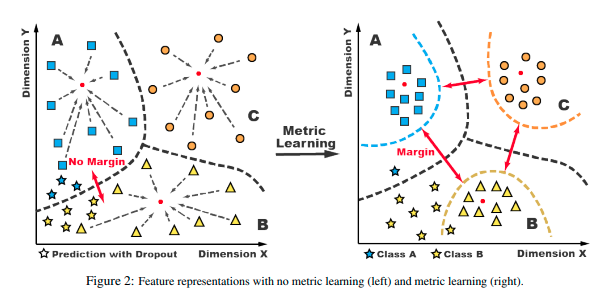 Dimension Y
A
C
No Margin
B
Prediction with Dropout
Dimension X
Metric
Learning
Dimension Y
A
C
Margin
B
Class A
Class B
Dimension X
Figure 2: Feature representations with no metric learning (left) and metric learning (right).